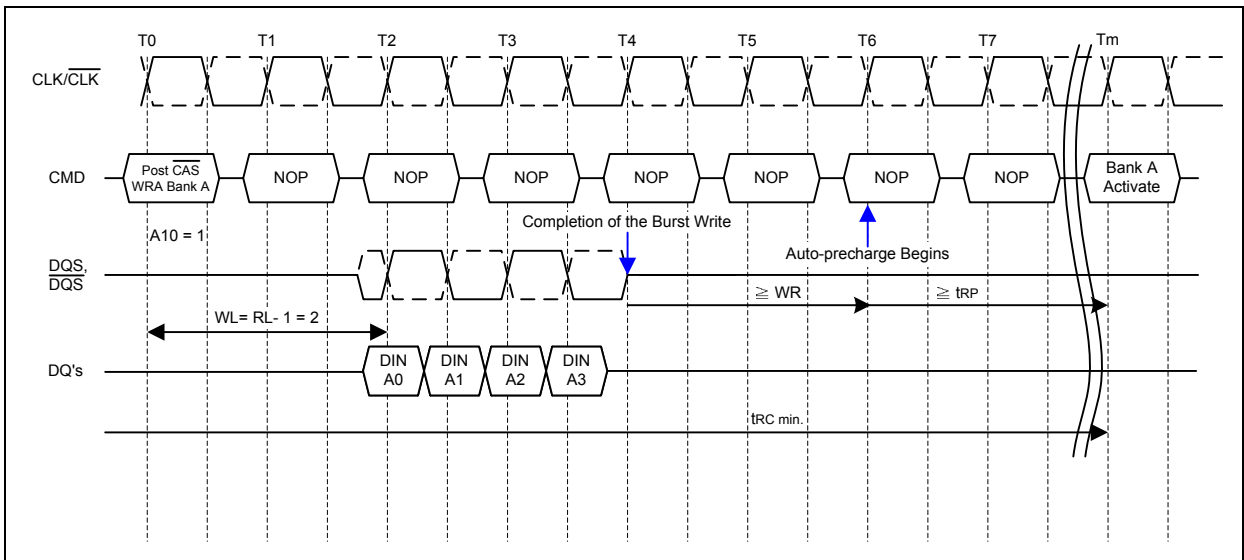 T0 T1 T2 T3 T4 T5 T6 T7 Tm
CLK/CLK
CMD
Post CAS
WRA Bank A
NOP NOP NOP NOP NOP NOP NOP
Bank A
Activate
A10 = 1
Completion of the Burst Write
Auto-precharge Begins
DQS,
DQS
≧ WR
≧ tRP
WL= RL- 1 = 2
DQ's
DIN
A0
DIN
A1
DIN
A2
DIN
A3
tRC min.